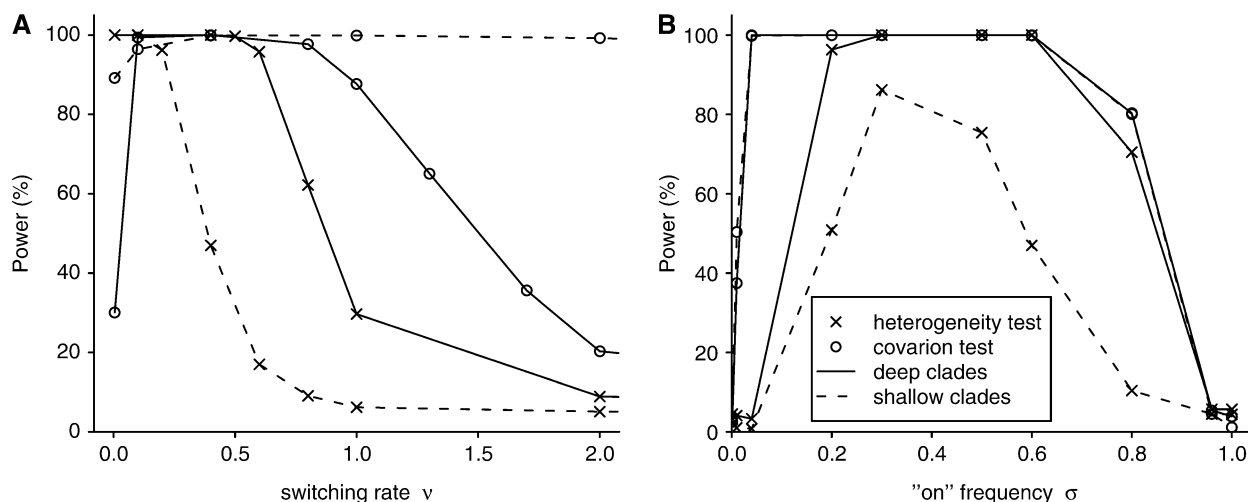 A
B
Power (%)
100
80
60
40
20
0
0.0 0.5 1.0 1.5 2.0
switching rate ν
Power (%)
100
80
60
40
20
0
heterogeneity test
covarion test
deep clades
shallow clades
0.0 0.2 0.4 0.6 0.8 1.0
"on" frequency σ